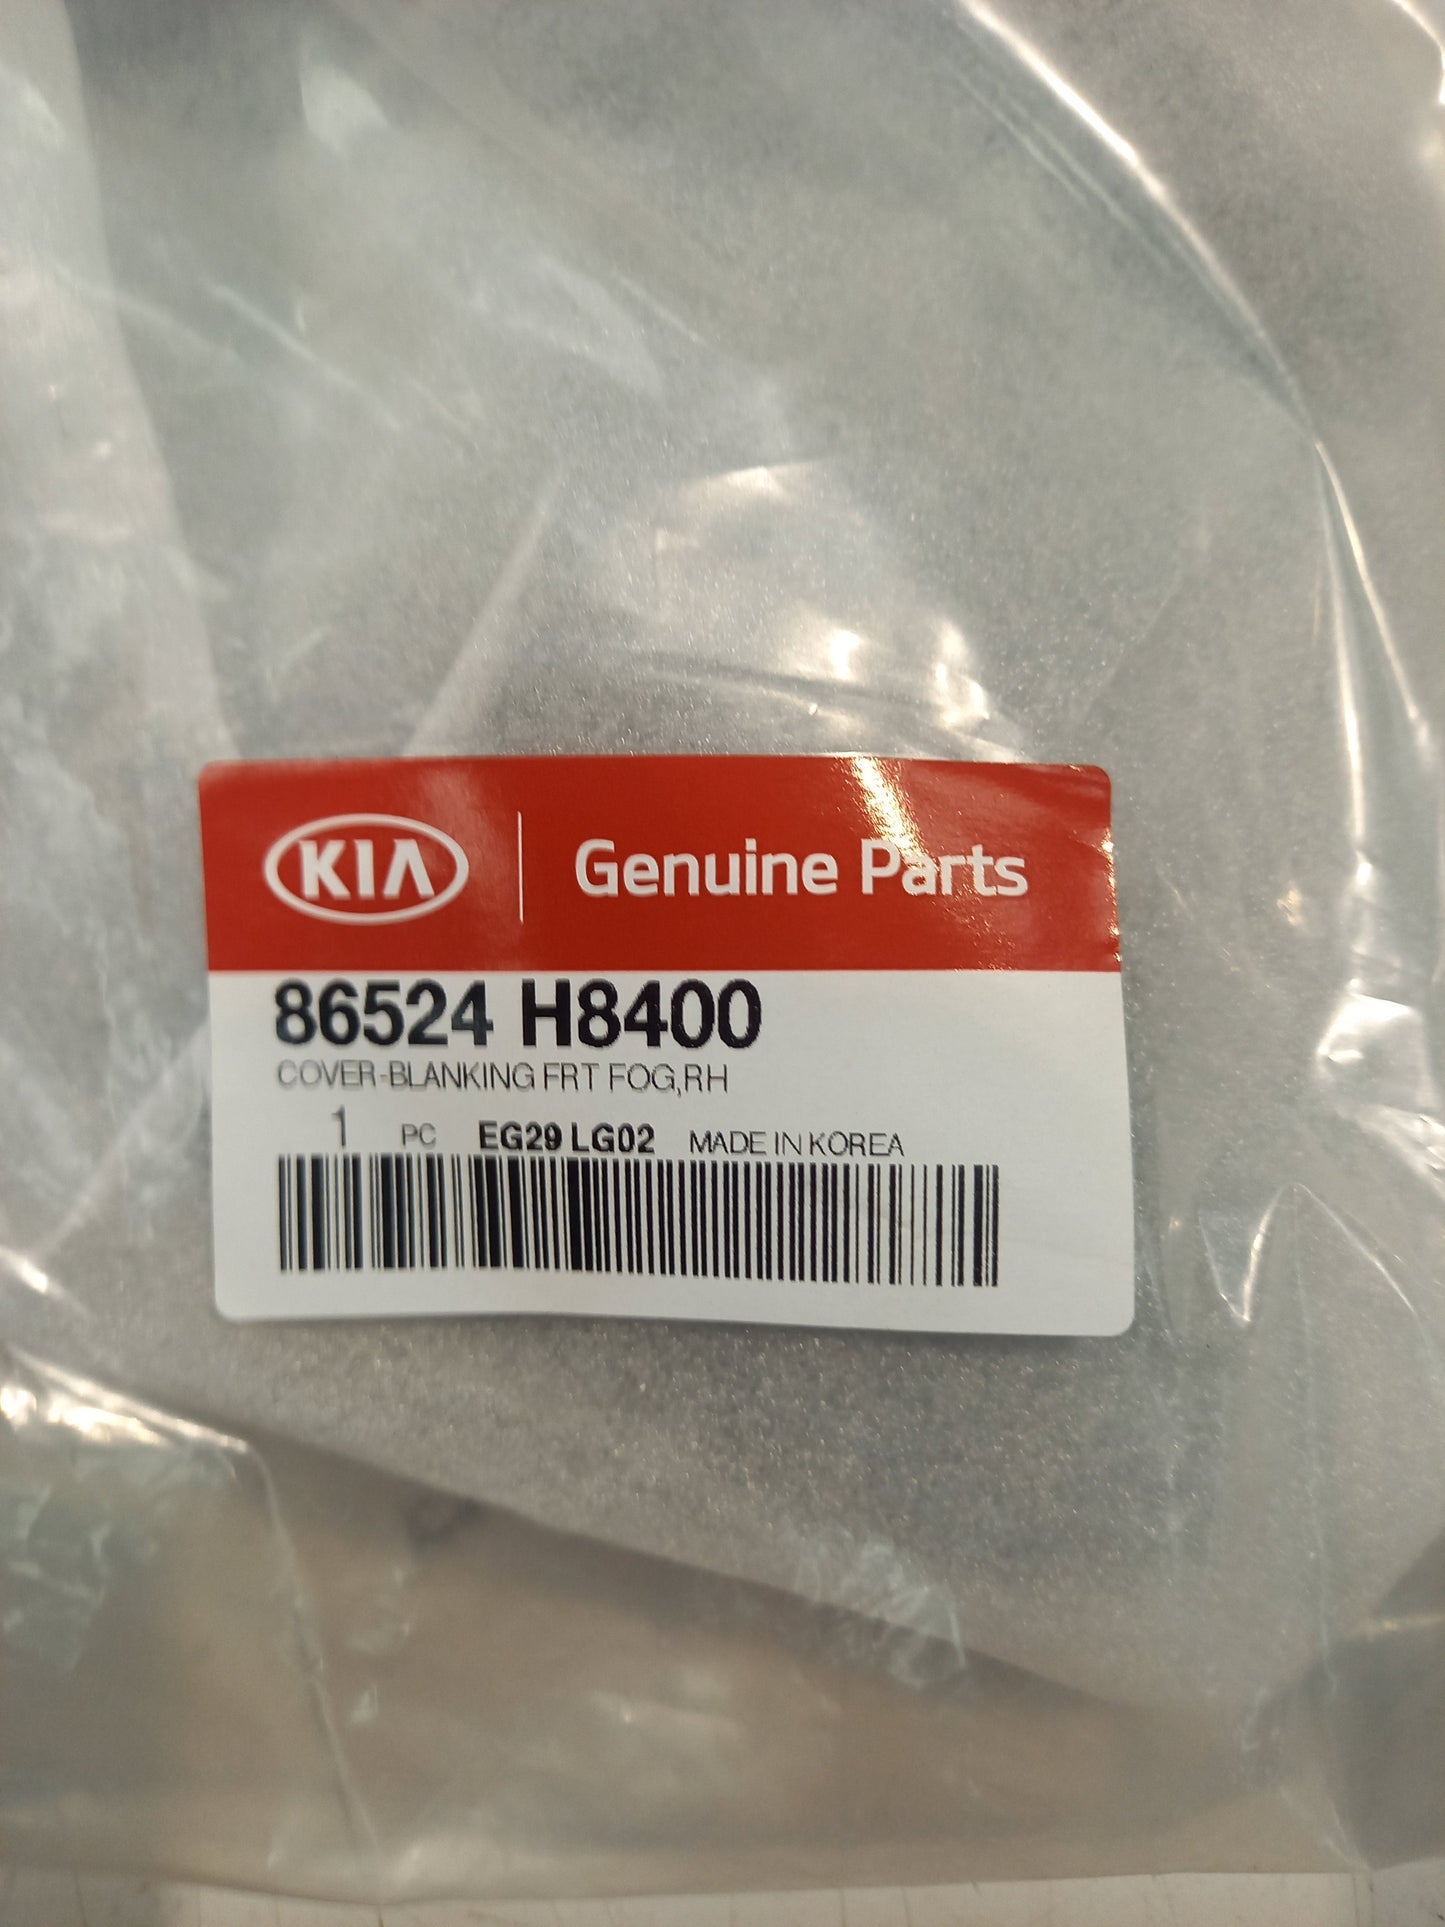 KIA Genuine Parts
86524 H8400
COVER-BLANKING FRT FOG,RH
1 PC EG29 LG02 MADE IN KOREA